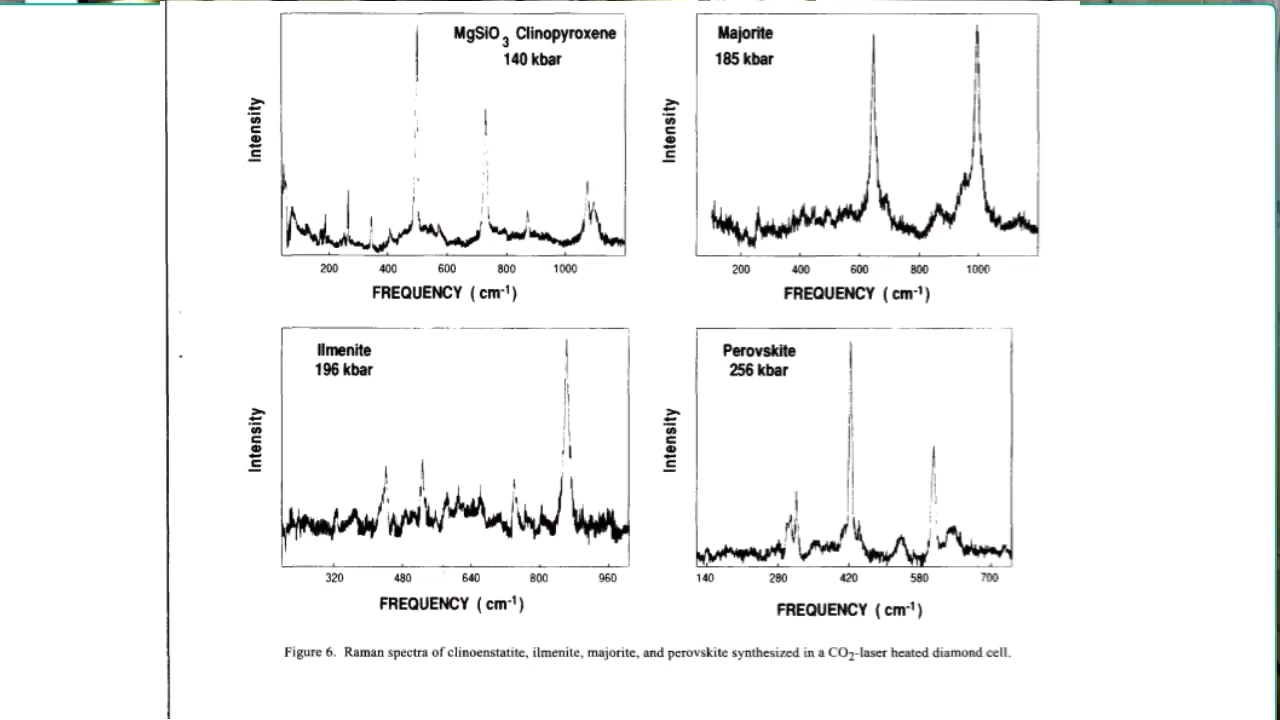 MgSiO3 Clinopyroxene
140 kbar
Intensity
200 400 600 800 1000
FREQUENCY (cm-1)
Majorite
185 kbar
Intensity
200 400 600 800 1000
FREQUENCY (cm-1)
Ilmenite
196 kbar
Intensity
320 480 640 800 960
FREQUENCY (cm-1)
Perovskite
256 kbar
Intensity
140 280 420 580 700
FREQUENCY (cm-1)
Figure 6. Raman spectra of clinoenstatite, ilmenite, majorite, and perovskite synthesized in a CO2-laser heated diamond cell.